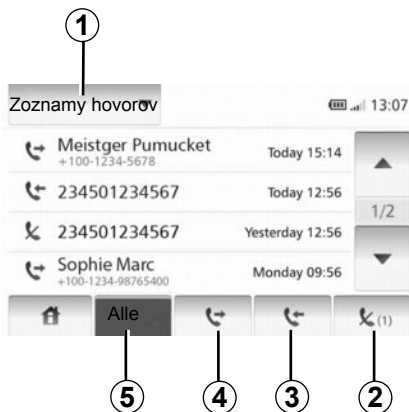 1
Zoznamy hovorov 13:07
Meistger Pumucket Today 15:14
+100-1234-5678
234501234567 Today 12:56
1/2
234501234567 Yesterday 12:56
Sophie Marc Monday 09:56
+100-1234-98765400
Alle (1)
5 4 3 2